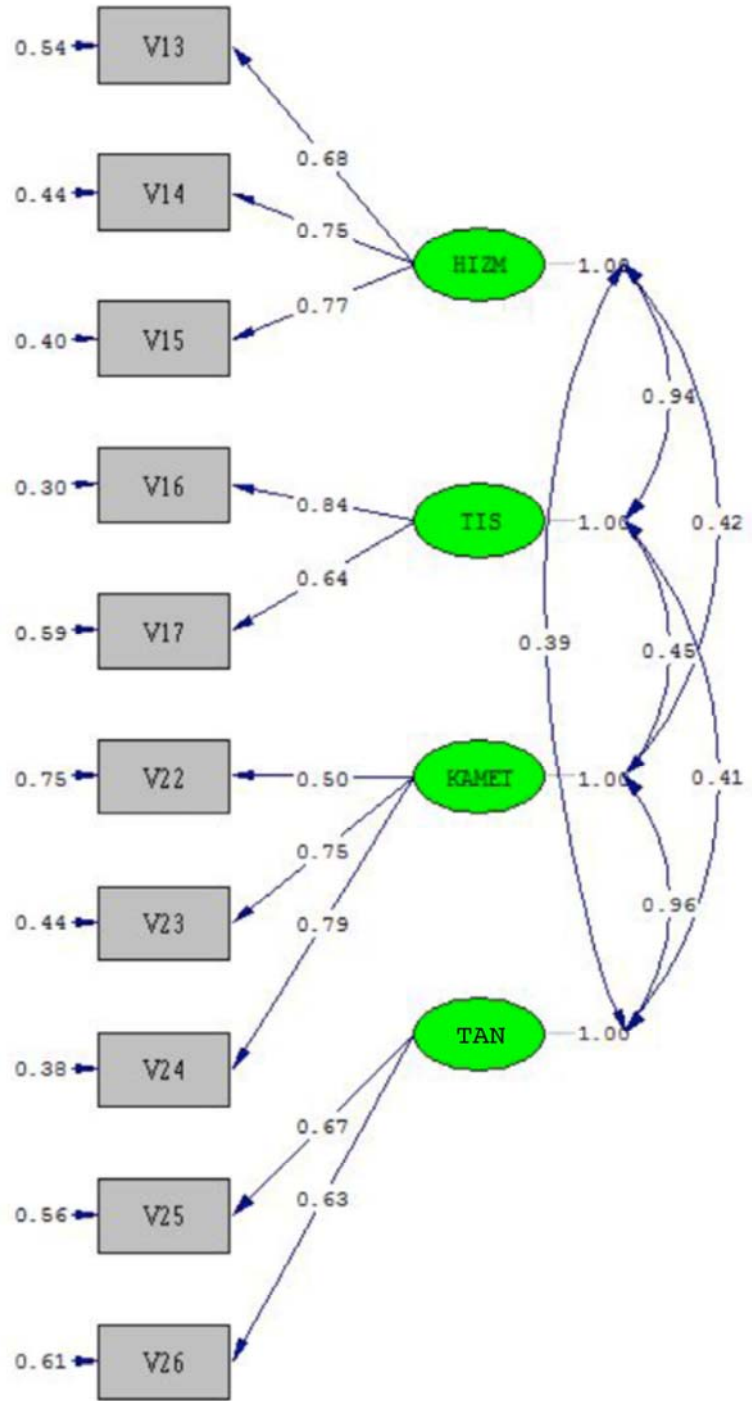 0.54 V13
0.68
0.44 V14
0.75
HIZM 1.00
0.77
0.40 V15
0.94
0.30 V16
0.84
TIS 1.00
0.42
0.64
0.59 V17
0.39
0.45
0.75 V22
0.50
KAMET 1.00
0.41
0.75
0.44 V23
0.79
0.96
0.38 V24
TAN 1.00
0.67
0.56 V25
0.63
0.61 V26